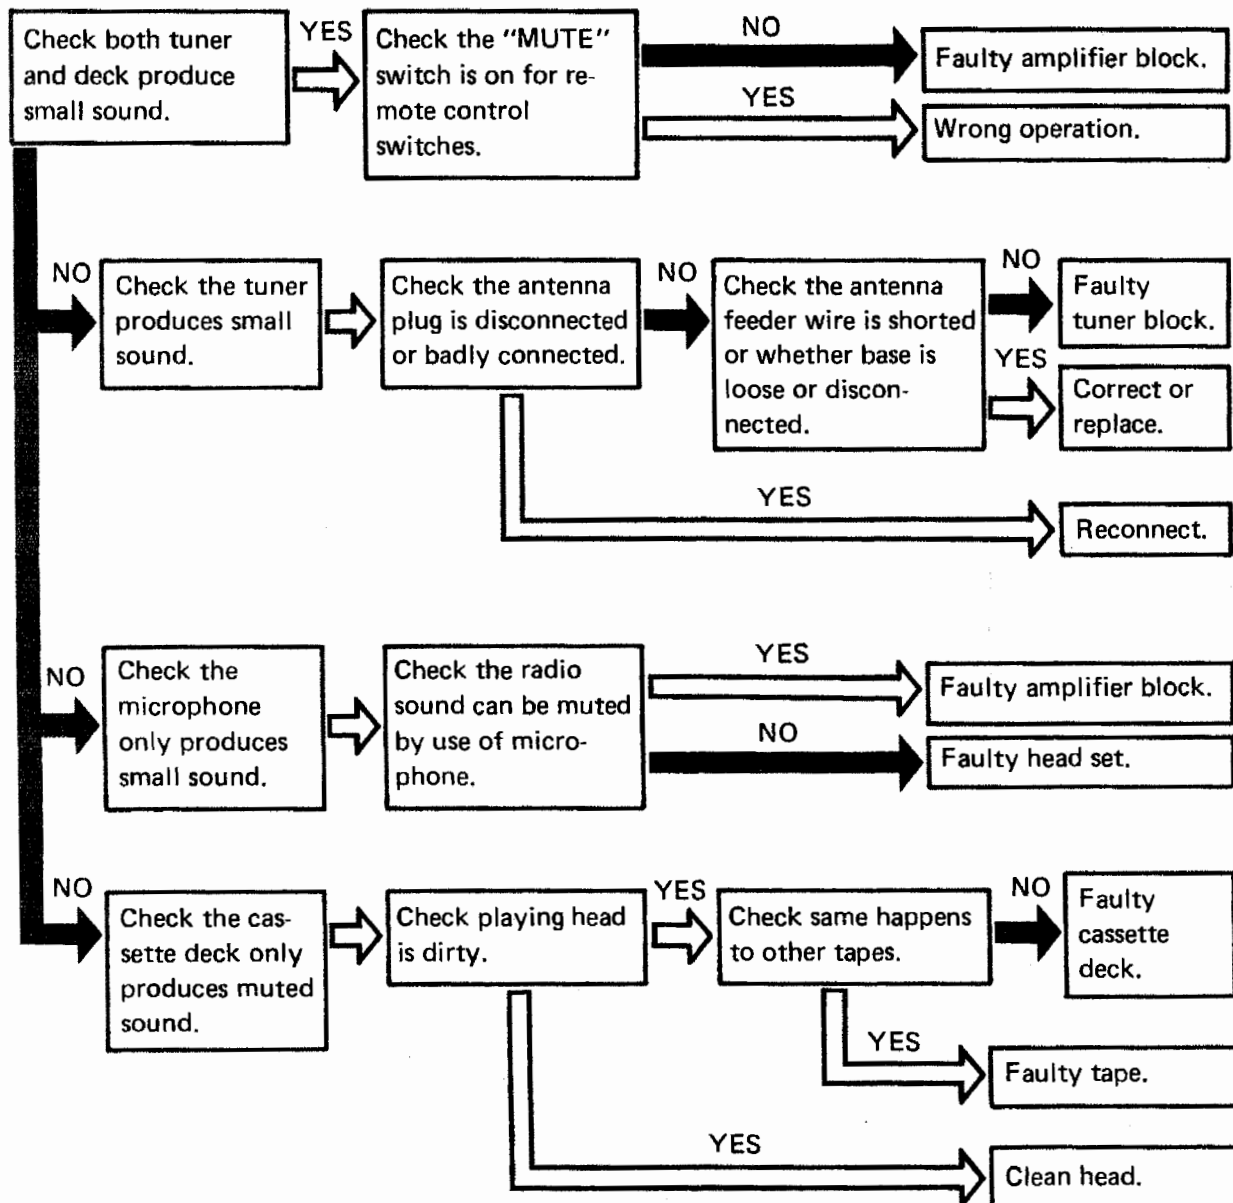 Check both tuner
and deck produce
small sound.
YES
Check the "MUTE"
switch is on for re-
mote control
switches.
NO
Faulty amplifier block.
YES
Wrong operation.
NO
Check the tuner
produces small
sound.
Check the antenna
plug is disconnected
or badly connected.
NO
Check the antenna
feeder wire is shorted
or whether base is
loose or discon-
nected.
NO
Faulty
tuner block.
YES
Correct or
replace.
YES
Reconnect.
NO
Check the
microphone
only produces
small sound.
Check the radio
sound can be muted
by use of micro-
phone.
YES
Faulty amplifier block.
NO
Faulty head set.
NO
Check the cas-
sette deck only
produces muted
sound.
Check playing head
is dirty.
YES
Check same happens
to other tapes.
NO
Faulty
cassette
deck.
YES
Faulty tape.
YES
Clean head.